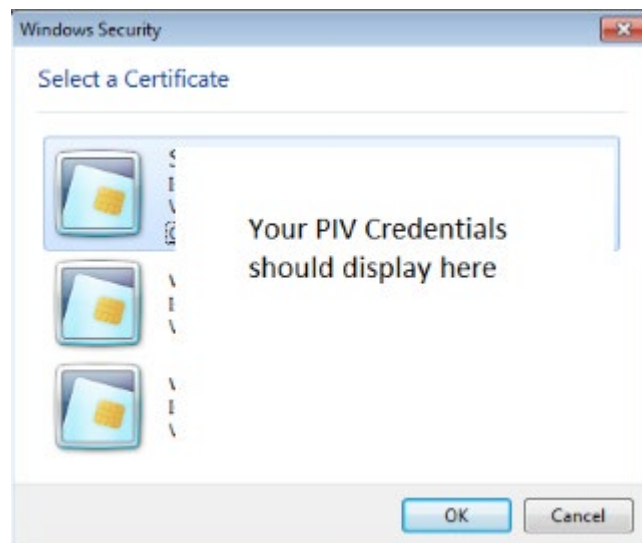 Windows Security
Select a Certificate
Your PIV Credentials
should display here
OK
Cancel